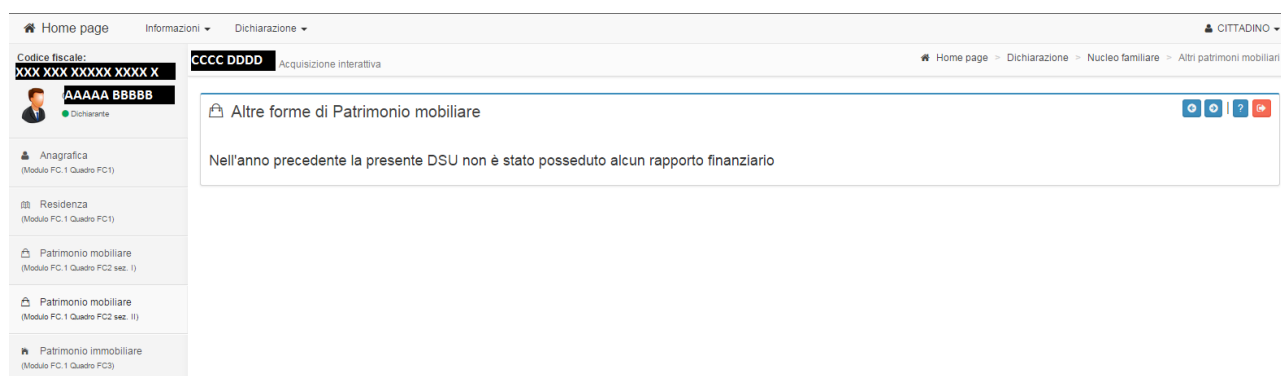 Home page Informazioni Dichiarazione CITTADINO
Codice fiscale:
XXX XXX XXXXX XXXX X
AAAAA BBBBB
Dichiarante
CCCC DDDD Acquisizione interattiva
Home page > Dichiarazione > Nucleo familiare > Altri patrimoni mobiliari
Altre forme di Patrimonio mobiliare
?
Nell'anno precedente la presente DSU non è stato posseduto alcun rapporto finanziario
Anagrafica
(Modulo FC.1 Quadro FC1)
Residenza
(Modulo FC.1 Quadro FC1)
Patrimonio mobiliare
(Modulo FC.1 Quadro FC2 sez. I)
Patrimonio mobiliare
(Modulo FC.1 Quadro FC2 sez. II)
Patrimonio immobiliare
(Modulo FC.1 Quadro FC3)